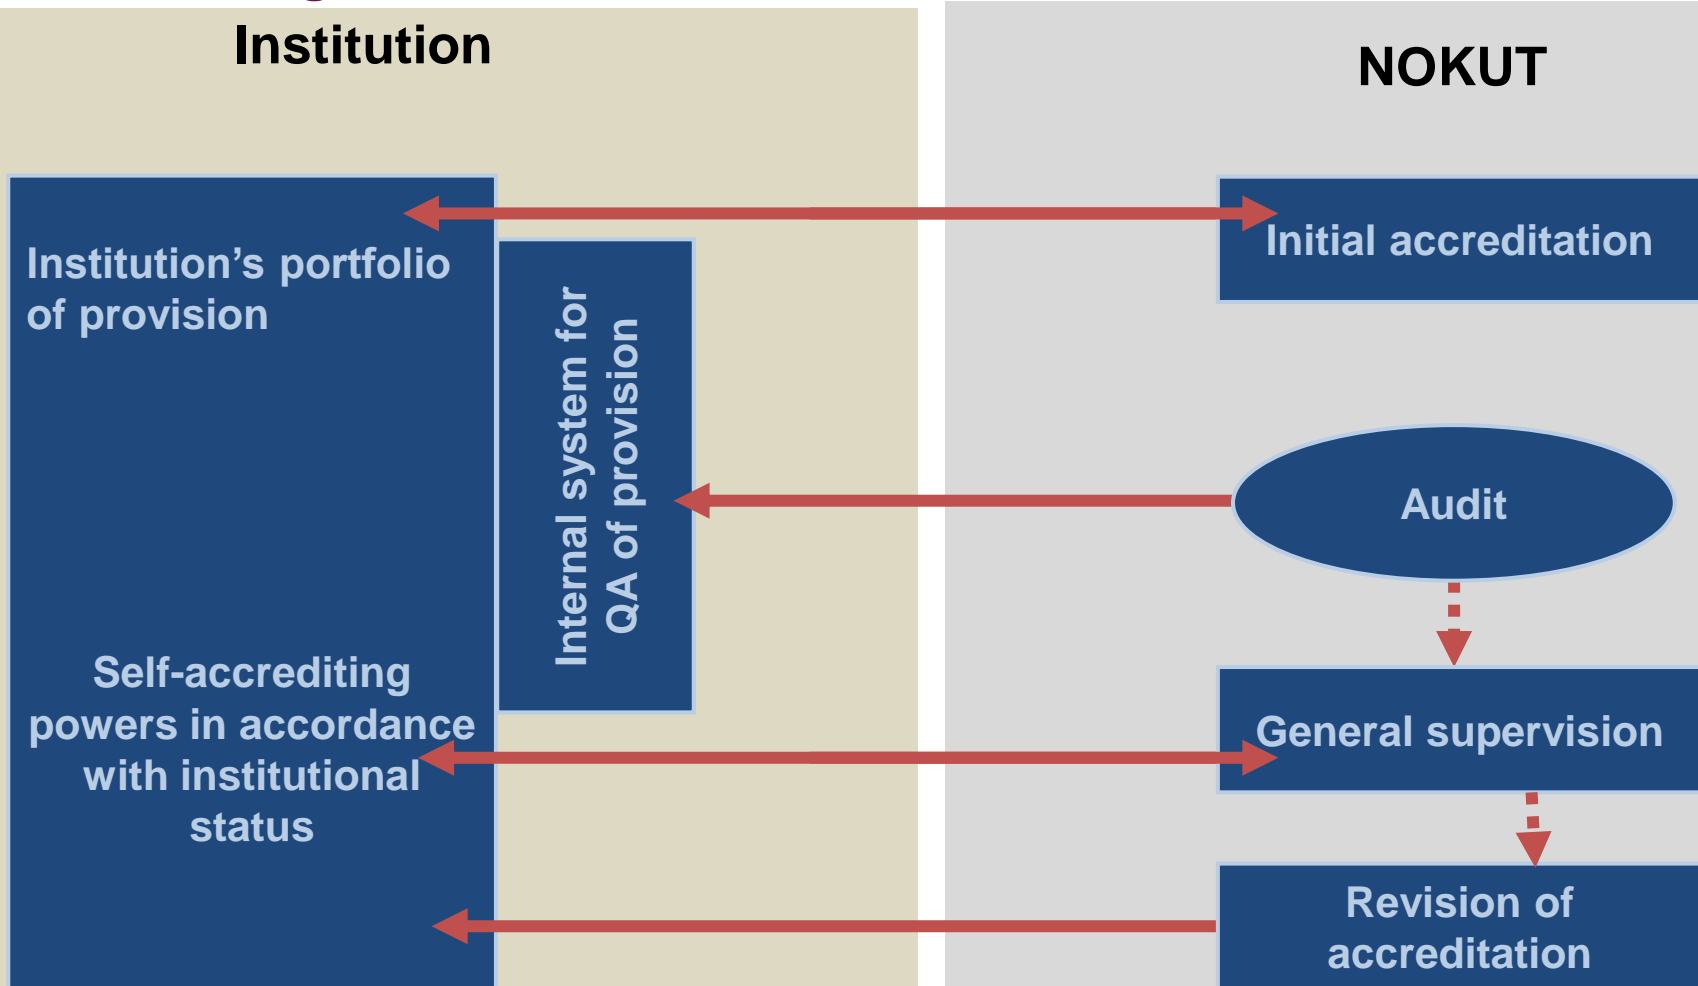 Institution
NOKUT
Institution’s portfolio
of provision
Internal system for
QA of provision
Self-accrediting
powers in accordance
with institutional
status
Initial accreditation
Audit
General supervision
Revision of
accreditation